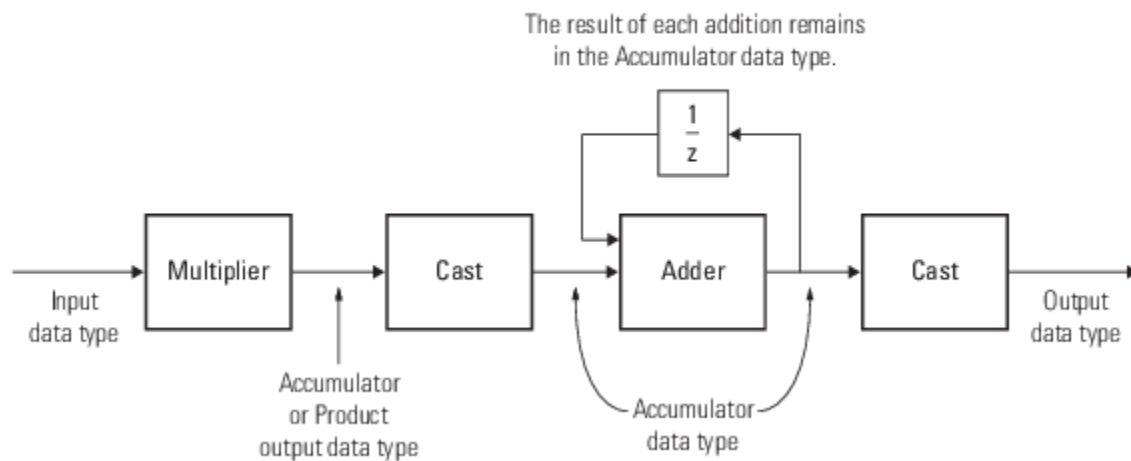 The result of each addition remains
in the Accumulator data type.
1
z
Multiplier
Cast
Adder
Cast
Input
data type
Output
data type
Accumulator
or Product
output data type
Accumulator
data type